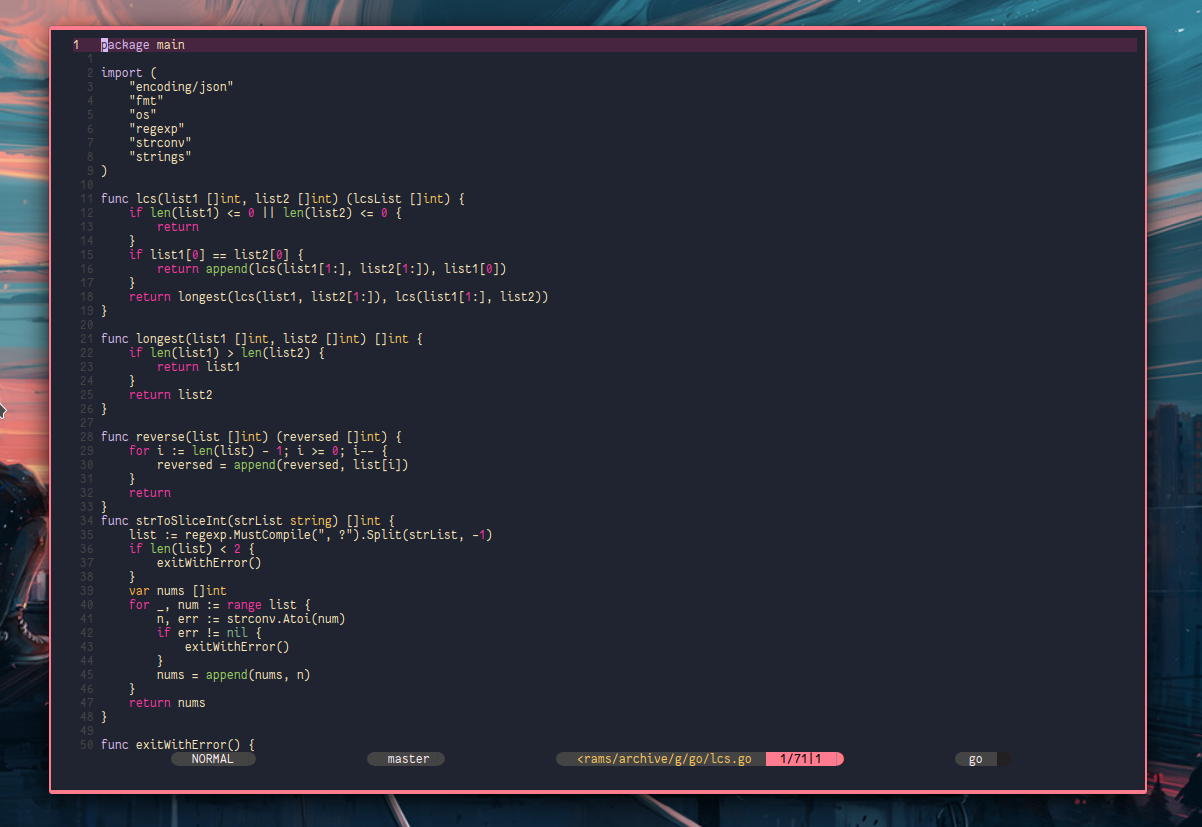 1 package main
1
2 import (
3 "encoding/json"
4 "fmt"
5 "os"
6 "regexp"
7 "strconv"
8 "strings"
9 )
10
11 func lcs(list1 []int, list2 []int) (lcsList []int) {
12 if len(list1) <= 0 || len(list2) <= 0 {
13 return
14 }
15 if list1[0] == list2[0] {
16 return append(lcs(list1[1:], list2[1:]), list1[0])
17 }
18 return longest(lcs(list1, list2[1:]), lcs(list1[1:], list2))
19 }
20
21 func longest(list1 []int, list2 []int) []int {
22 if len(list1) > len(list2) {
23 return list1
24 }
25 return list2
26 }
27
28 func reverse(list []int) (reversed []int) {
29 for i := len(list) - 1; i >= 0; i-- {
30 reversed = append(reversed, list[i])
31 }
32 return
33 }
34 func strToSliceInt(strList string) []int {
35 list := regexp.MustCompile(", ?").Split(strList, -1)
36 if len(list) < 2 {
37 exitWithError()
38 }
39 var nums []int
40 for _, num := range list {
41 n, err := strconv.Atoi(num)
42 if err != nil {
43 exitWithError()
44 }
45 nums = append(nums, n)
46 }
47 return nums
48 }
49
50 func exitWithError() {
NORMAL master <rams/archive/g/go/lcs.go 1/71|1 go